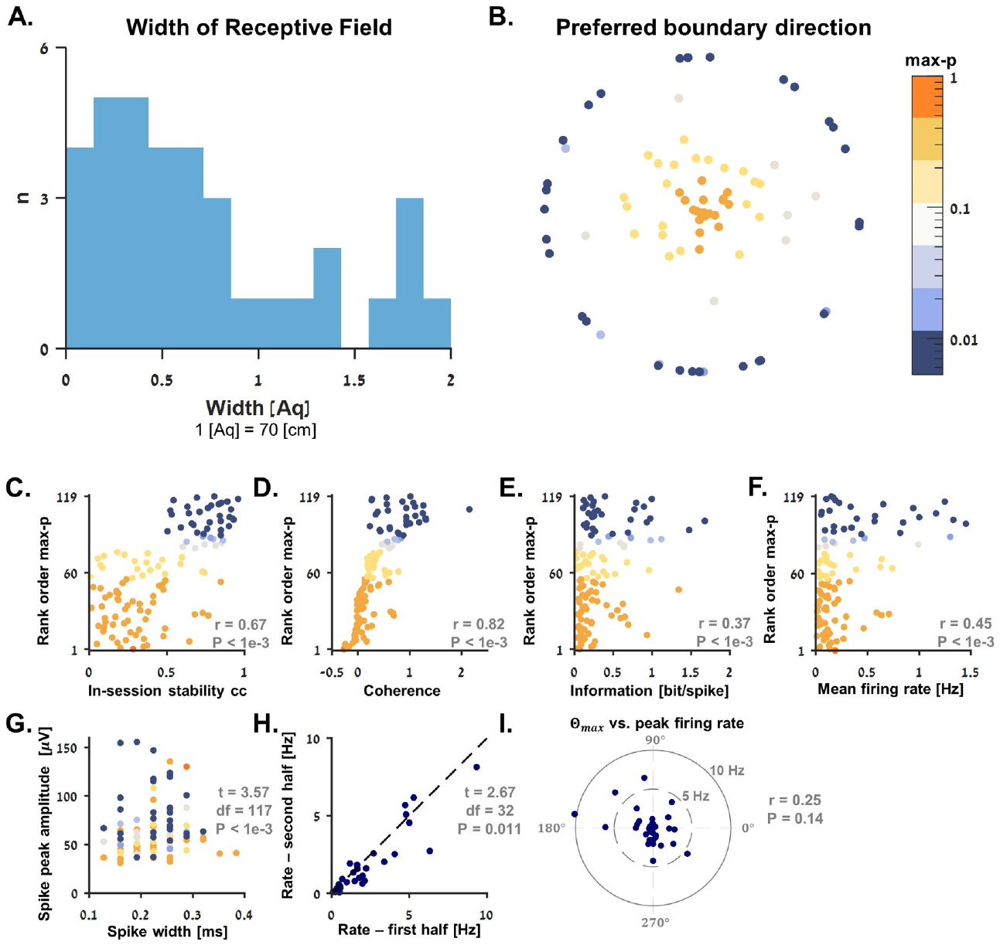 A.
Width of Receptive Field
6
3
0
n
0 0.5 1 1.5 2
Width [Aq]
1 [Aq] = 70 [cm]
B.
Preferred boundary direction
max-p
1
0.1
0.01
C.
Rank order max-p
119
60
1
r = 0.67
P < 1e-3
0 0.5 1
In-session stability cc
D.
Rank order max-p
119
60
1
r = 0.82
P < 1e-3
-0.5 0 1 2
Coherence
E.
Rank order max-p
119
60
1
r = 0.37
P < 1e-3
0 0.5 1 1.5 2
Information [bit/spike]
F.
Rank order max-p
119
60
1
r = 0.45
P < 1e-3
0 0.5 1 1.5
Mean firing rate [Hz]
G.
Spike peak amplitude [μV]
150
100
50
0
t = 3.57
df = 117
P < 1e-3
0.1 0.2 0.3 0.4
Spike width [ms]
H.
Rate – second half [Hz]
10
5
0
t = 2.67
df = 32
P = 0.011
0 5 10
Rate – first half [Hz]
I.
Θmax vs. peak firing rate
90°
10 Hz
5 Hz
180°
0°
270°
r = 0.25
P = 0.14